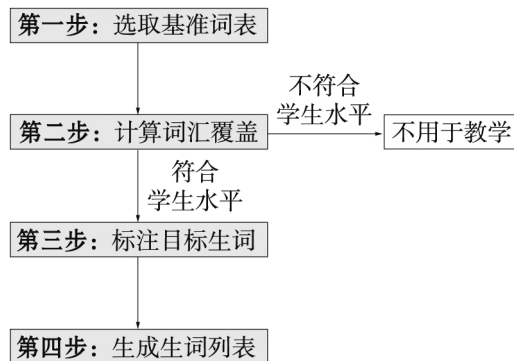 第一步：选取基准词表
不符合
学生水平
第二步：计算词汇覆盖
不用于教学
符合
学生水平
第三步：标注目标生词
第四步：生成生词列表